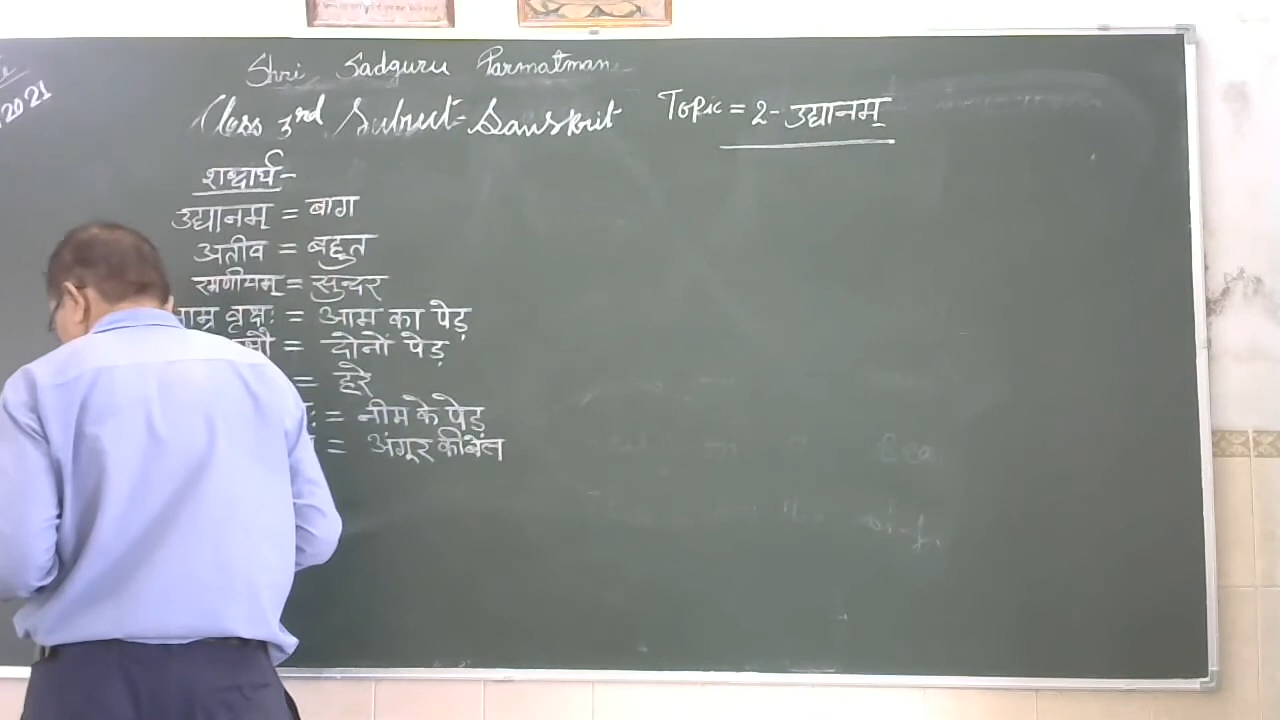 2021
Shri Sadguru Parmatman
Class 3rd Subject-Sanskrit Topic = 2- उद्यानम्
शब्दार्थ-
उद्यानम् = बाग
अतीव = बहुत
रमणीयम् = सुन्दर
वृक्षः = आम का पेड़
= दोनों पेड़
= हरे
= नीम के पेड़
= अंगूर की बेल